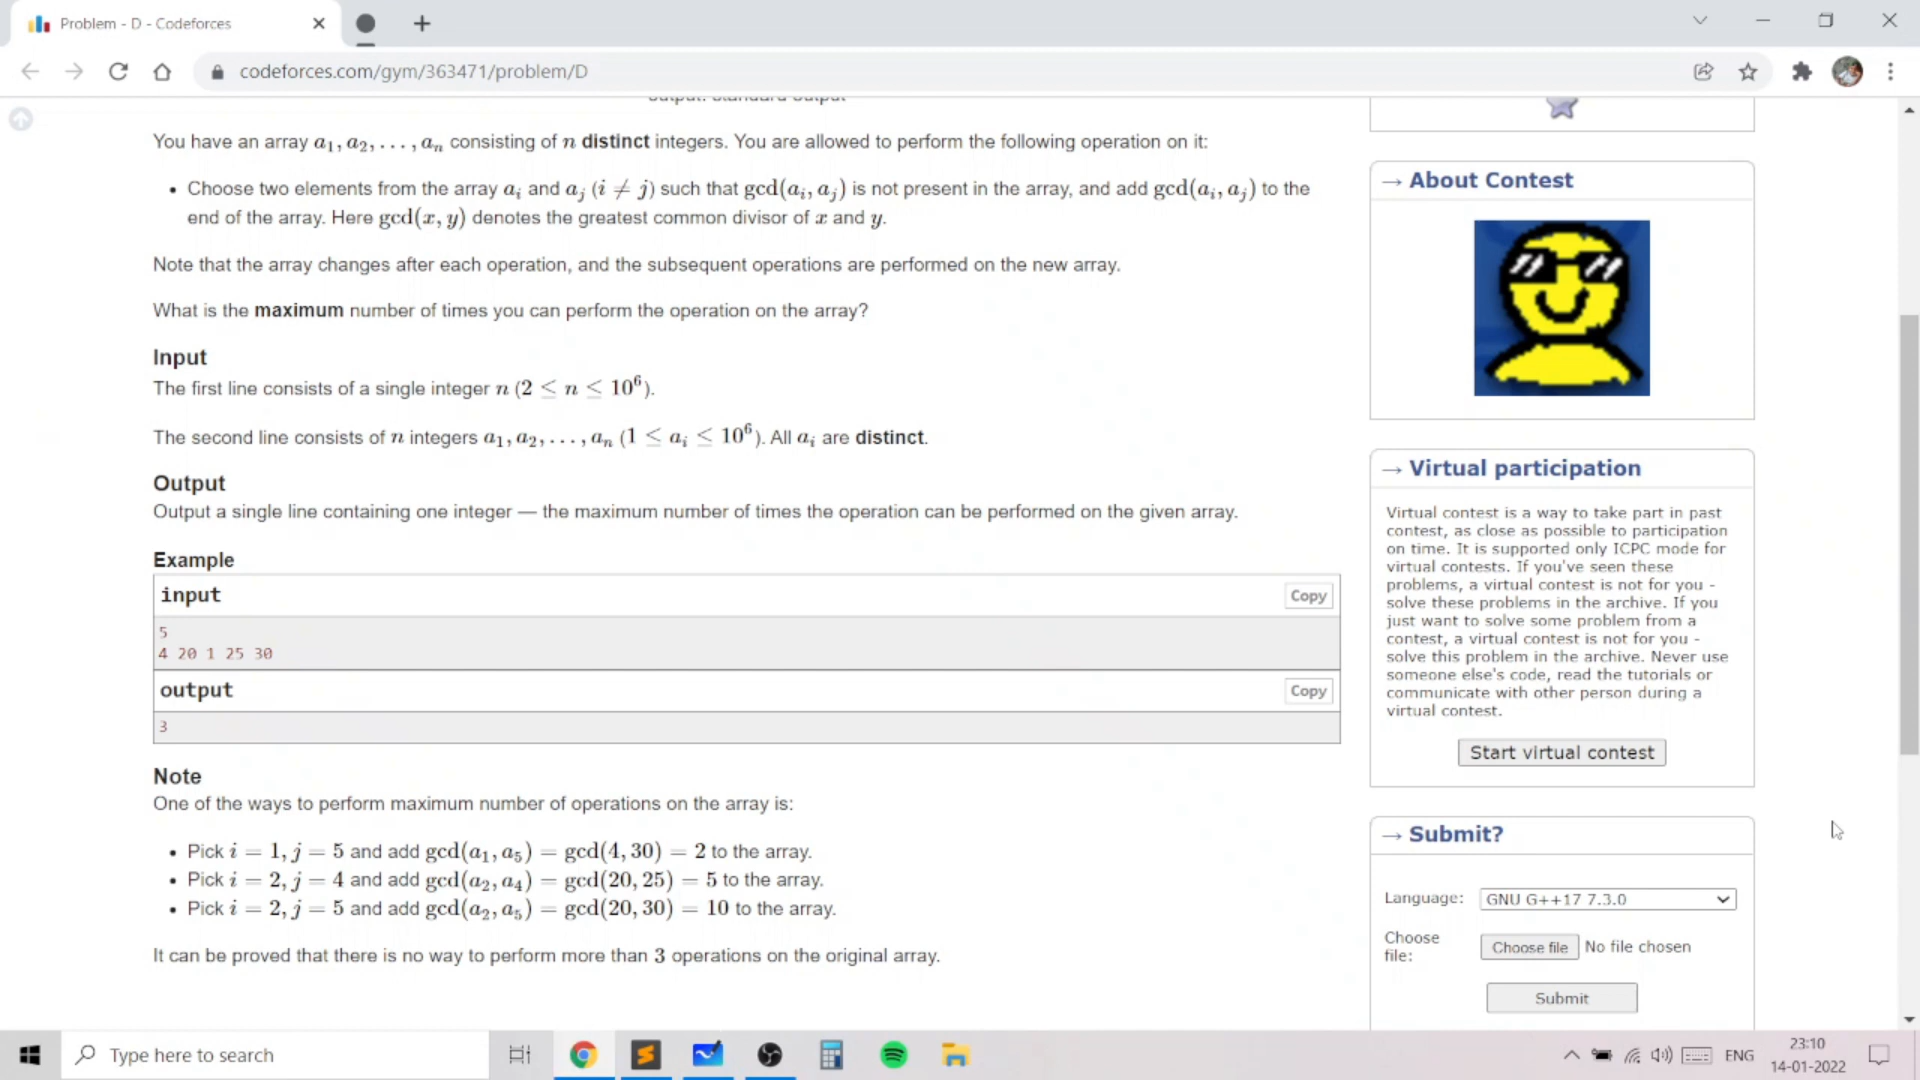 Problem - D - Codeforces
codeforces.com/gym/363471/problem/D
output: standard output
You have an array a₁, a₂, . . . , aₙ consisting of n distinct integers. You are allowed to perform the following operation on it:
• Choose two elements from the array aᵢ and aⱼ (i ≠ j) such that gcd(aᵢ, aⱼ) is not present in the array, and add gcd(aᵢ, aⱼ) to the
end of the array. Here gcd(x, y) denotes the greatest common divisor of x and y.
Note that the array changes after each operation, and the subsequent operations are performed on the new array.
What is the maximum number of times you can perform the operation on the array?
Input
The first line consists of a single integer n (2 ≤ n ≤ 10⁶).
The second line consists of n integers a₁, a₂, . . . , aₙ (1 ≤ aᵢ ≤ 10⁶). All aᵢ are distinct.
Output
Output a single line containing one integer — the maximum number of times the operation can be performed on the given array.
Example
input
Copy
5
4 20 1 25 30
output
Copy
3
Note
One of the ways to perform maximum number of operations on the array is:
• Pick i = 1, j = 5 and add gcd(a₁, a₅) = gcd(4, 30) = 2 to the array.
• Pick i = 2, j = 4 and add gcd(a₂, a₄) = gcd(20, 25) = 5 to the array.
• Pick i = 2, j = 5 and add gcd(a₂, a₅) = gcd(20, 30) = 10 to the array.
It can be proved that there is no way to perform more than 3 operations on the original array.
→ About Contest
→ Virtual participation
Virtual contest is a way to take part in past
contest, as close as possible to participation
on time. It is supported only ICPC mode for
virtual contests. If you've seen these
problems, a virtual contest is not for you -
solve these problems in the archive. If you
just want to solve some problem from a
contest, a virtual contest is not for you -
solve this problem in the archive. Never use
someone else's code, read the tutorials or
communicate with other person during a
virtual contest.
Start virtual contest
→ Submit?
Language: GNU G++17 7.3.0
Choose
file:
Choose file No file chosen
Submit
Type here to search
ENG
23:10
14-01-2022